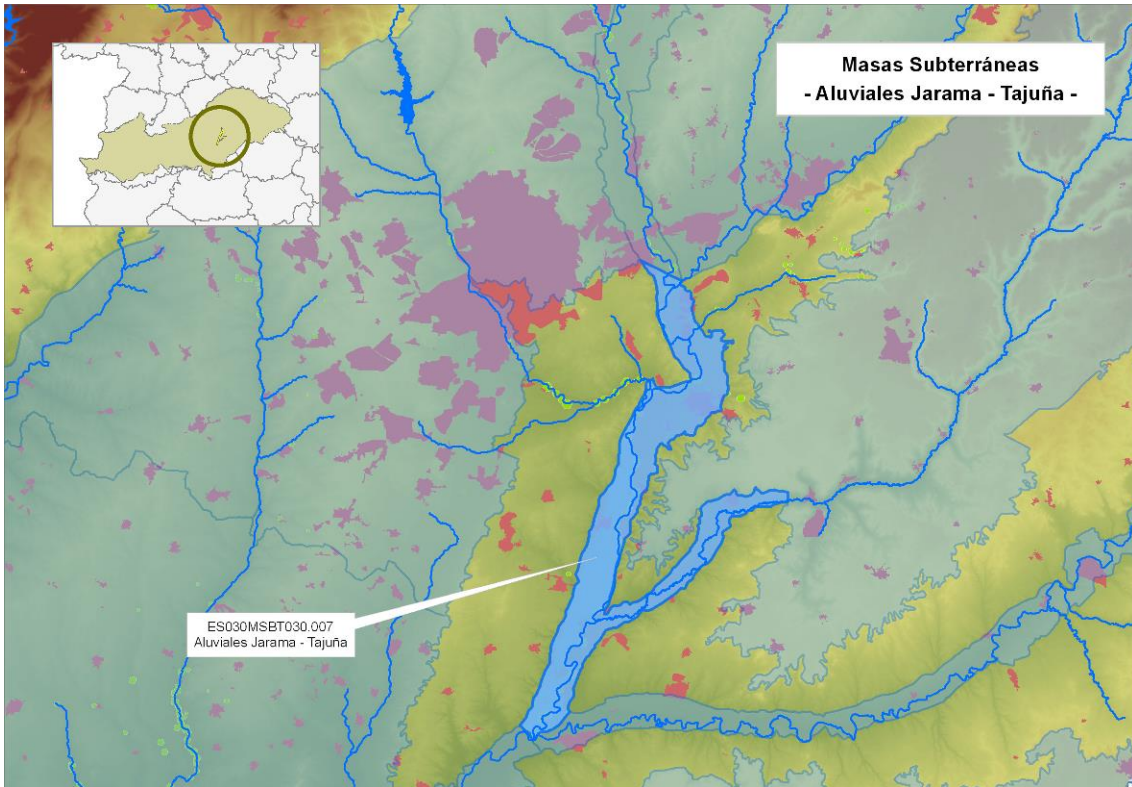 Masas Subterráneas
- Aluviales Jarama - Tajuña -
ES030MSBT030.007
Aluviales Jarama - Tajuña